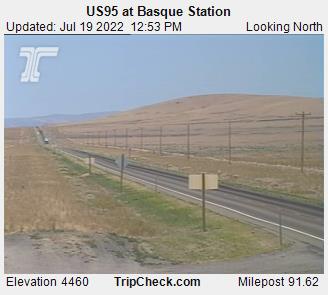 US95 at Basque Station
Updated: Jul 19 2022 12:53 PM Looking North
Elevation 4460 TripCheck.com Milepost 91.62